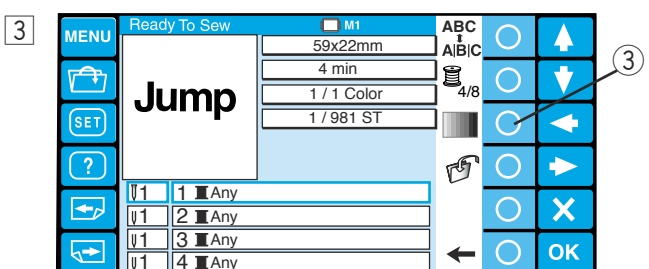 3
MENU
Ready To Sew
M1
ABC
A|B|C
59x22mm
4 min
4/8
③
Jump
1 / 1 Color
1 / 981 ST
SET
?
1 1 Any
1 2 Any
1 3 Any
1 4 Any
X
OK